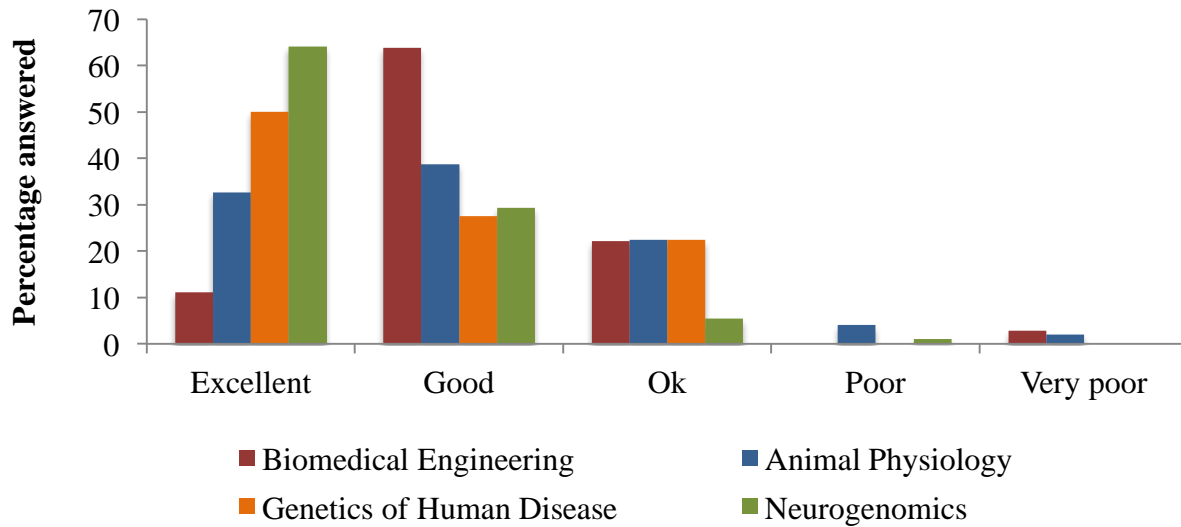 Percentage answered
70
60
50
40
30
20
10
0
Excellent Good Ok Poor Very poor
Biomedical Engineering Animal Physiology
Genetics of Human Disease Neurogenomics